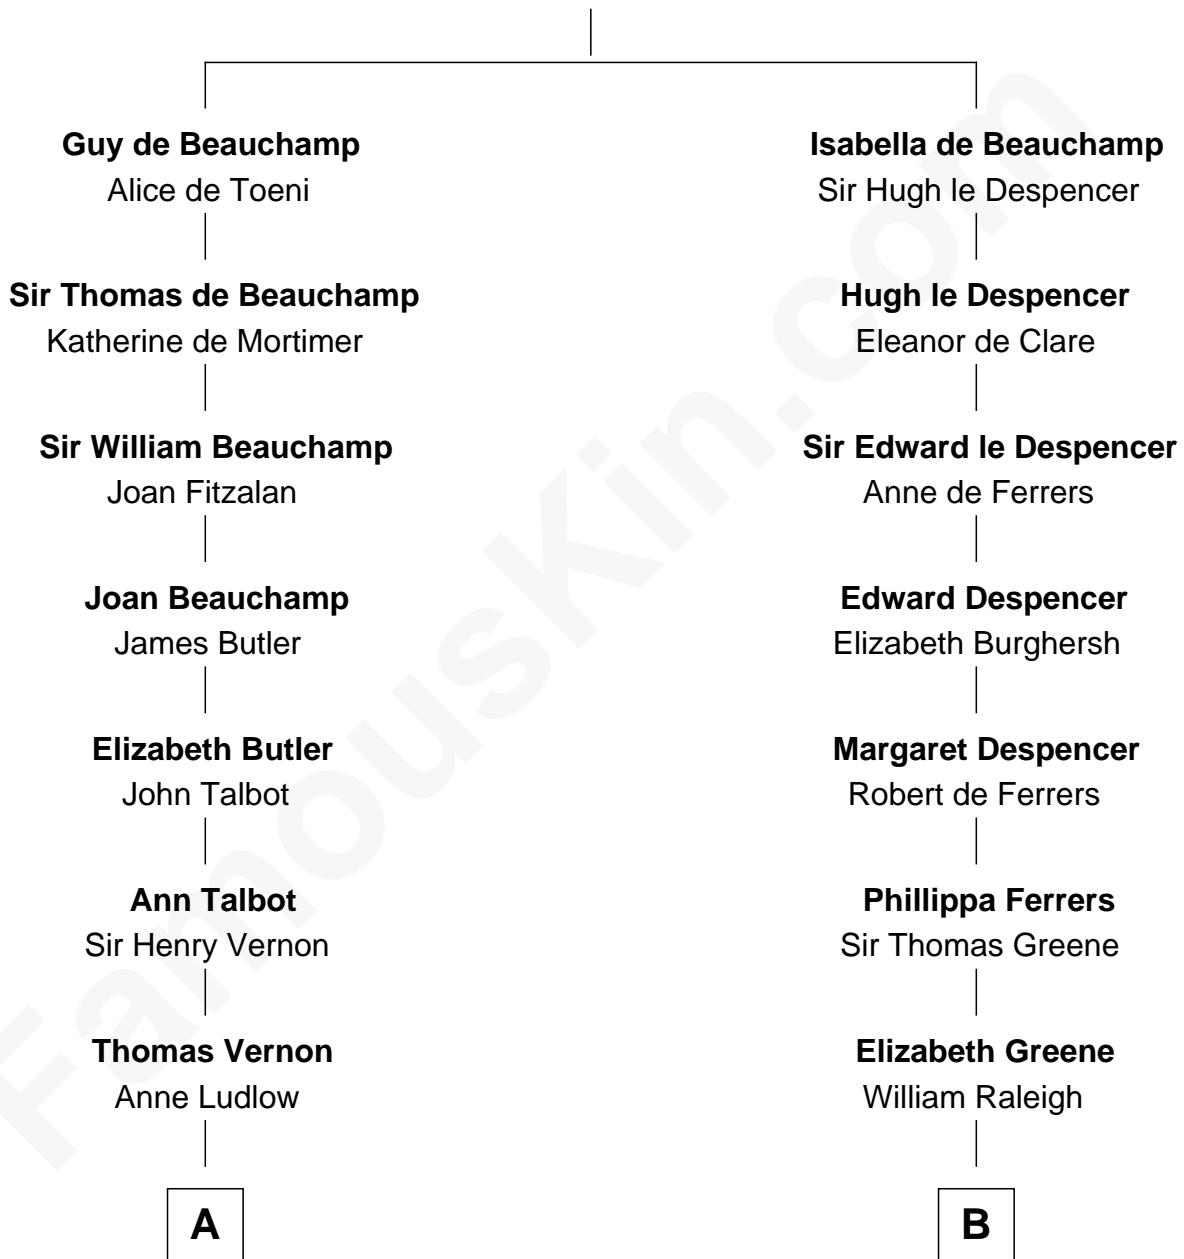 Guy de Beauchamp
Alice de Toeni
Isabella de Beauchamp
Sir Hugh le Despencer
Sir Thomas de Beauchamp
Katherine de Mortimer
Hugh le Despencer
Eleanor de Clare
Sir William Beauchamp
Joan Fitzalan
Sir Edward le Despencer
Anne de Ferrers
Joan Beauchamp
James Butler
Edward Despencer
Elizabeth Burghersh
Elizabeth Butler
John Talbot
Margaret Despencer
Robert de Ferrers
Ann Talbot
Sir Henry Vernon
Phillippa Ferrers
Sir Thomas Greene
Thomas Vernon
Anne Ludlow
Elizabeth Greene
William Raleigh
A
B
FamousKin.com